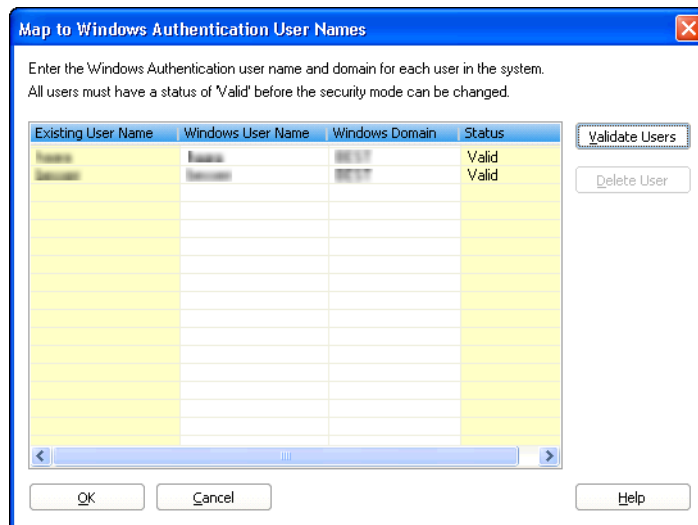 Map to Windows Authentication User Names
Enter the Windows Authentication user name and domain for each user in the system.
All users must have a status of 'Valid' before the security mode can be changed.
Existing User Name Windows User Name Windows Domain Status
Valid
Valid
Validate Users
Delete User
OK Cancel Help